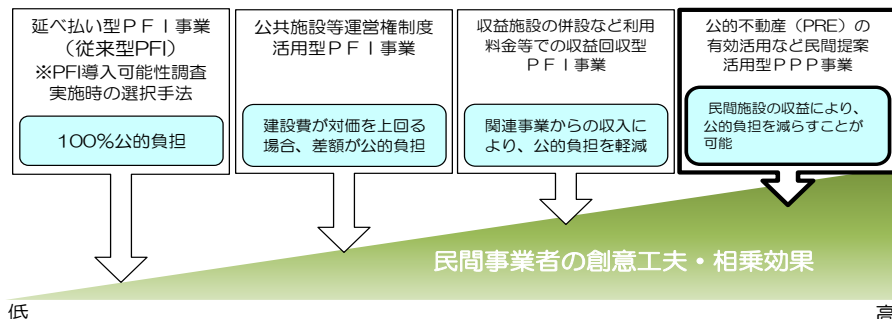 延べ払い型ＰＦＩ事業
（従来型PFI）
※PFI導入可能性調査
実施時の選択手法
100％公的負担
公共施設等運営権制度
活用型ＰＦＩ事業
建設費が対価を上回る
場合、差額が公的負担
収益施設の併設など利用
料金等での収益回収型
ＰＦＩ事業
関連事業からの収入に
より、公的負担を軽減
公的不動産（PRE）の
有効活用など民間提案
活用型ＰＰＰ事業
民間施設の収益により、
公的負担を減らすことが
可能
民間事業者の創意工夫・相乗効果
低
高